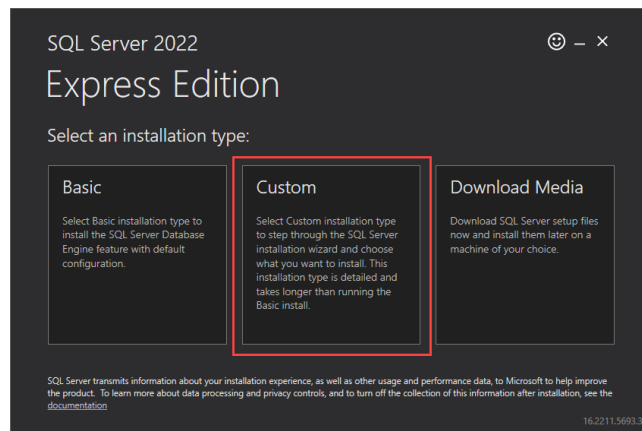 SQL Server 2022
Express Edition
Select an installation type:
Basic
Select Basic installation type to
install the SQL Server Database
Engine feature with default
configuration.
Custom
Select Custom installation type
to step through the SQL Server
installation wizard and choose
what you want to install. This
installation type is detailed and
takes longer than running the
Basic install.
Download Media
Download SQL Server setup files
now and install them later on a
machine of your choice.
SQL Server transmits information about your installation experience, as well as other usage and performance data, to Microsoft to help improve
the product. To learn more about data processing and privacy controls, and to turn off the collection of this information after installation, see the
documentation
16.2211.5693.3